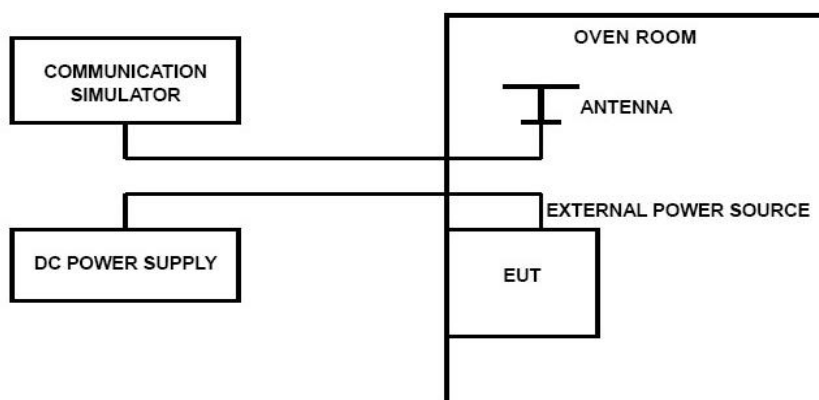 OVEN ROOM
COMMUNICATION
SIMULATOR
ANTENNA
EXTERNAL POWER SOURCE
DC POWER SUPPLY
EUT